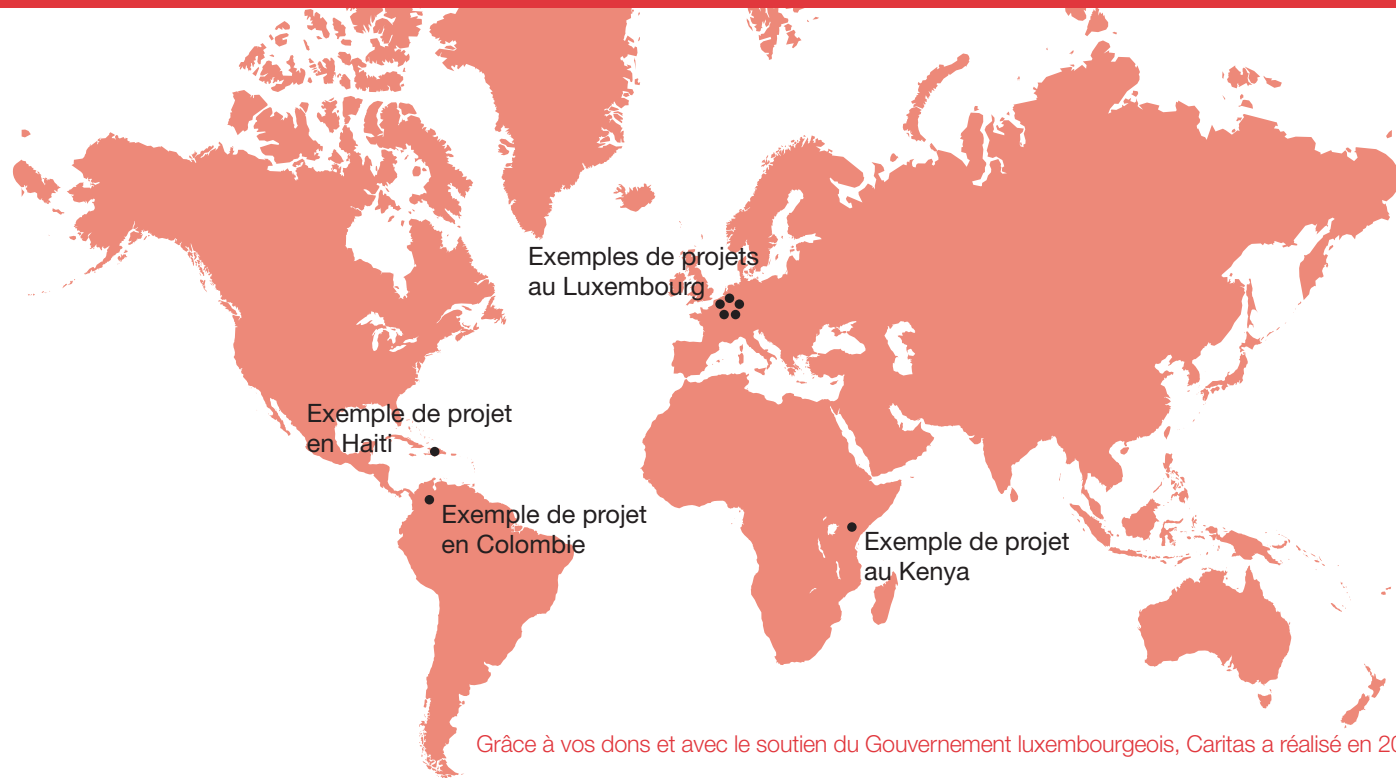 Exemples de projets
au Luxembourg
Exemple de projet
en Haiti
Exemple de projet
en Colombie
Exemple de projet
au Kenya
Grâce à vos dons et avec le soutien du Gouvernement luxembourgeois, Caritas a réalisé en